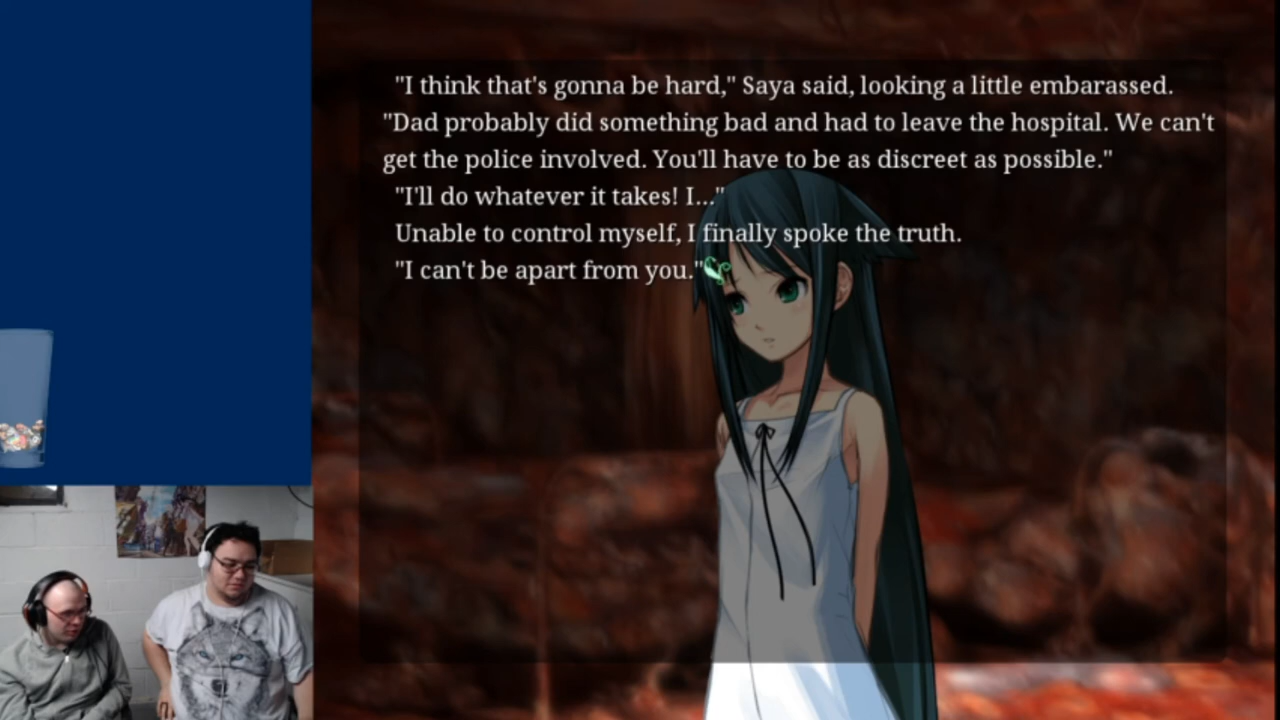 "I think that's gonna be hard," Saya said, looking a little embarassed.
"Dad probably did something bad and had to leave the hospital. We can't
get the police involved. You'll have to be as discreet as possible."
"I'll do whatever it takes! I..."
Unable to control myself, I finally spoke the truth.
"I can't be apart from you."